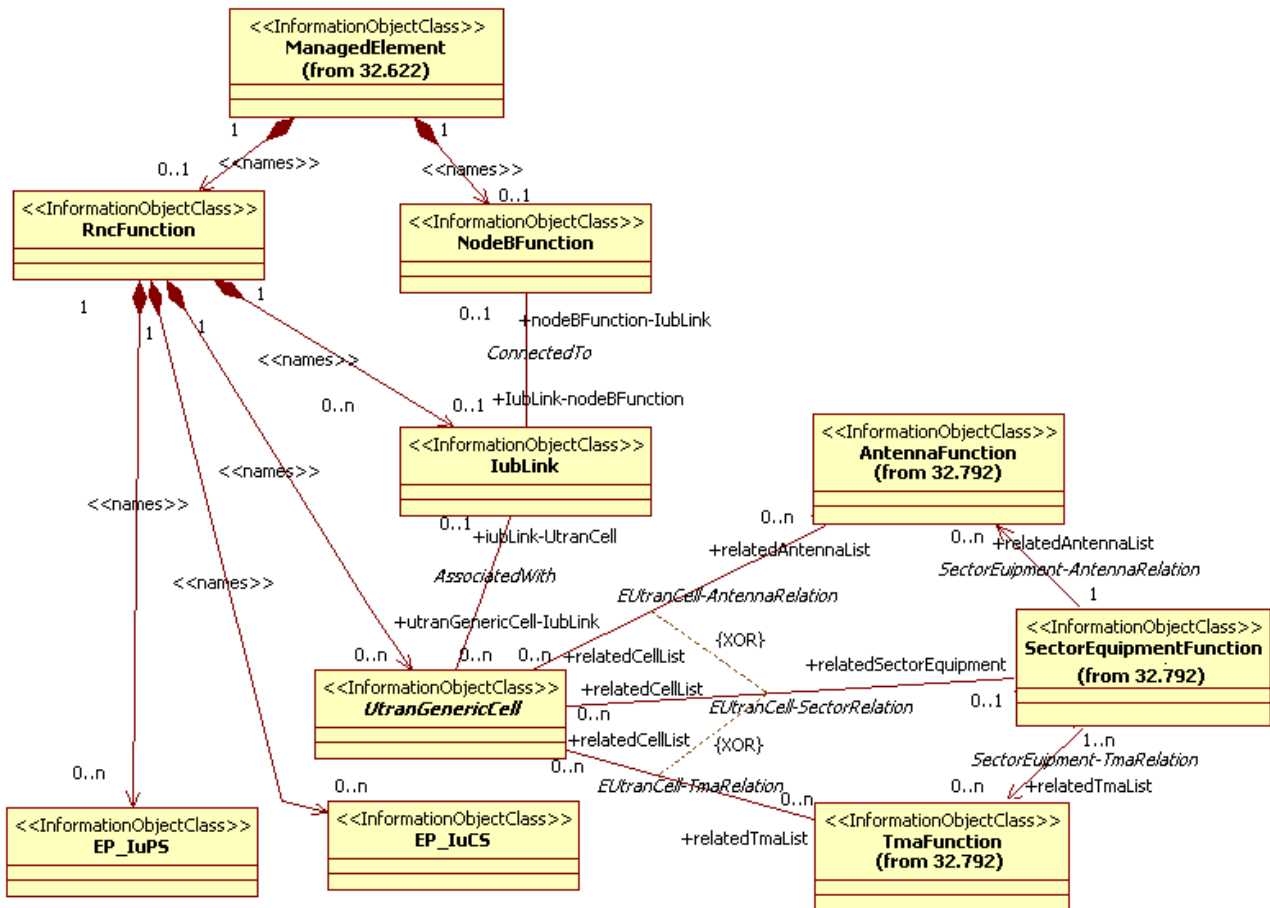 <<InformationObjectClass>>
ManagedElement
(from 32.622)
1
1
<<names>>
<<names>>
0..1
0..1
<<InformationObjectClass>>
RncFunction
<<InformationObjectClass>>
NodeBFunction
1
1
1
1
0..1
+nodeBFunction-IubLink
ConnectedTo
<<names>>
0..n
0..1
+IubLink-nodeBFunction
<<InformationObjectClass>>
IubLink
<<InformationObjectClass>>
AntennaFunction
(from 32.792)
<<names>>
<<names>>
<<names>>
0..1
+iubLink-UtranCell
AssociatedWith
+utranGenericCell-IubLink
0..n
+relatedAntennaList
0..n
+relatedAntennaList
SectorEuipment-AntennaRelation
EUtranCell-AntennaRelation
1
{XOR}
0..n
0..n
0..n
+relatedCellList
+relatedSectorEquipment
<<InformationObjectClass>>
SectorEquipmentFunction
(from 32.792)
<<InformationObjectClass>>
UtranGenericCell
+relatedCellList
0..n
EUtranCell-SectorRelation
0..1
+relatedCellList
{XOR}
1..n
0..n
EUtranCell-TmaRelation
SectorEuipment-TmaRelation
0..n
0..n
+relatedTmaList
0..n
0..n
+relatedTmaList
<<InformationObjectClass>>
EP_IuPS
<<InformationObjectClass>>
EP_IuCS
<<InformationObjectClass>>
TmaFunction
(from 32.792)